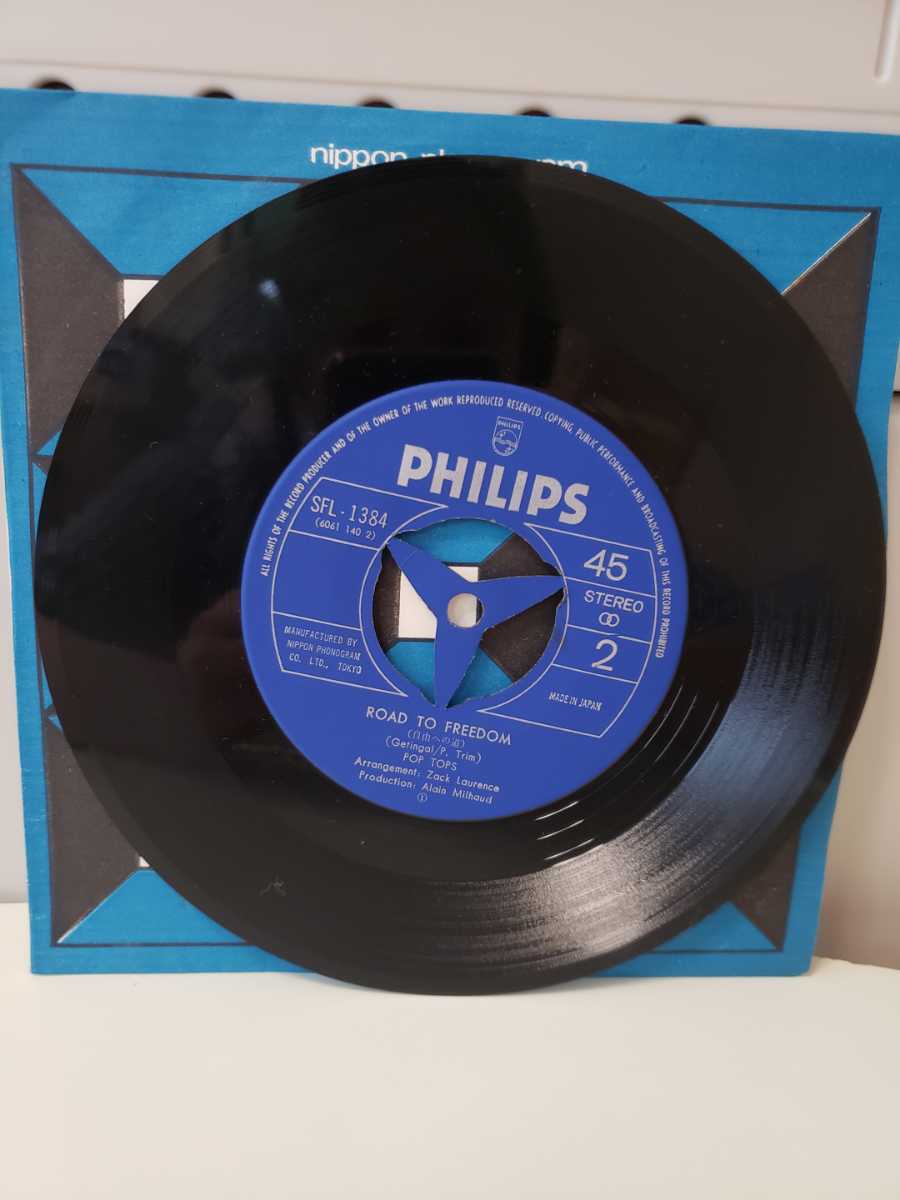 nippon
ALL RIGHTS OF THE RECORD PRODUCER AND OF THE OWNER OF THE WORK REPRODUCED RESERVED. COPYING, PUBLIC PERFORMANCE AND BROADCASTING OF THIS RECORD PROHIBITED
PHILIPS
PHILIPS
SFL-1384
(6061 140 2)
45
STEREO
2
MANUFACTURED BY
NIPPON PHONOGRAM
CO. LTD., TOKYO
MADE IN JAPAN
ROAD TO FREEDOM
(自由への道)
(Getingal/P. Trim)
POP TOPS
Arrangement: Zack Laurence
Production: Alain Milhaud
①